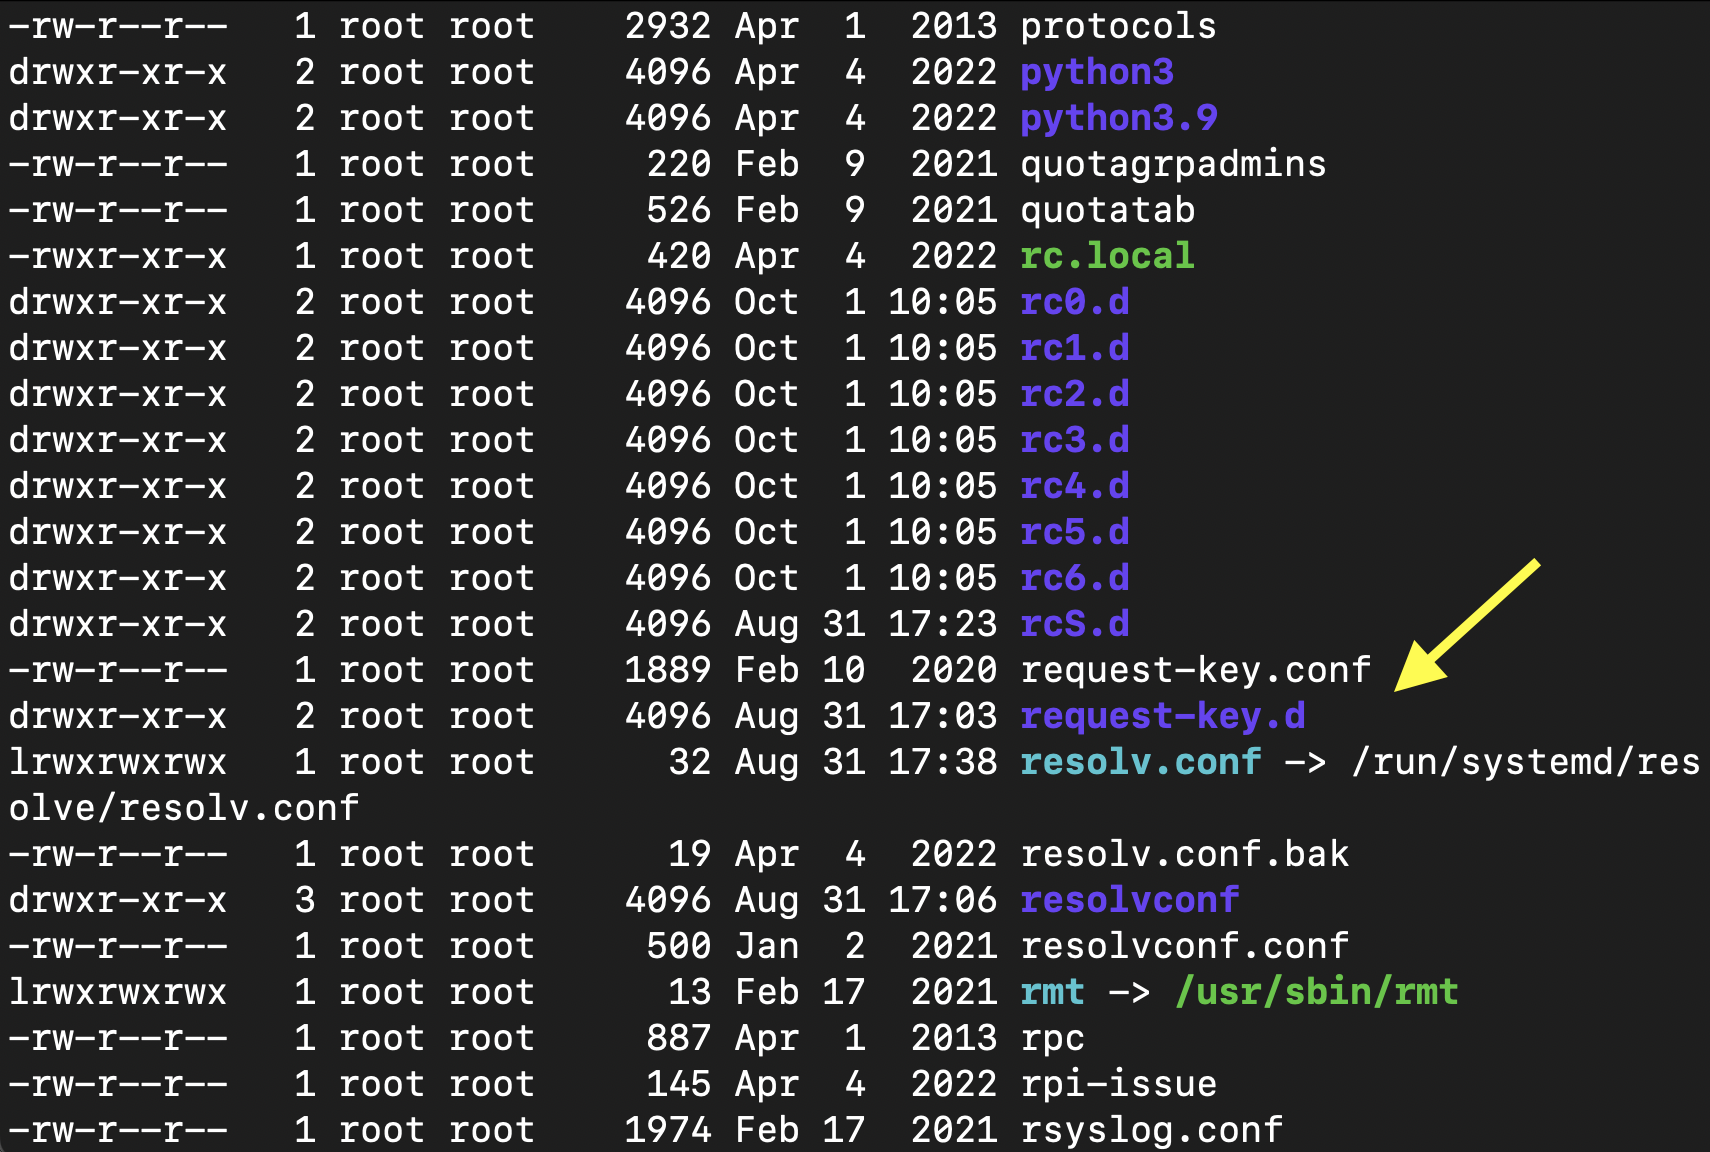 -rw-r--r--   1 root root    2932 Apr  1  2013 protocols
drwxr-xr-x   2 root root    4096 Apr  4  2022 python3
drwxr-xr-x   2 root root    4096 Apr  4  2022 python3.9
-rw-r--r--   1 root root     220 Feb  9  2021 quotagrpadmins
-rw-r--r--   1 root root     526 Feb  9  2021 quotatab
-rwxr-xr-x   1 root root     420 Apr  4  2022 rc.local
drwxr-xr-x   2 root root    4096 Oct  1 10:05 rc0.d
drwxr-xr-x   2 root root    4096 Oct  1 10:05 rc1.d
drwxr-xr-x   2 root root    4096 Oct  1 10:05 rc2.d
drwxr-xr-x   2 root root    4096 Oct  1 10:05 rc3.d
drwxr-xr-x   2 root root    4096 Oct  1 10:05 rc4.d
drwxr-xr-x   2 root root    4096 Oct  1 10:05 rc5.d
drwxr-xr-x   2 root root    4096 Oct  1 10:05 rc6.d
drwxr-xr-x   2 root root    4096 Aug 31 17:23 rcS.d
-rw-r--r--   1 root root    1889 Feb 10  2020 request-key.conf
drwxr-xr-x   2 root root    4096 Aug 31 17:03 request-key.d
lrwxrwxrwx   1 root root      32 Aug 31 17:38 resolv.conf -> /run/systemd/res
olve/resolv.conf
-rw-r--r--   1 root root      19 Apr  4  2022 resolv.conf.bak
drwxr-xr-x   3 root root    4096 Aug 31 17:06 resolvconf
-rw-r--r--   1 root root     500 Jan  2  2021 resolvconf.conf
lrwxrwxrwx   1 root root      13 Feb 17  2021 rmt -> /usr/sbin/rmt
-rw-r--r--   1 root root     887 Apr  1  2013 rpc
-rw-r--r--   1 root root     145 Apr  4  2022 rpi-issue
-rw-r--r--   1 root root    1974 Feb 17  2021 rsyslog.conf